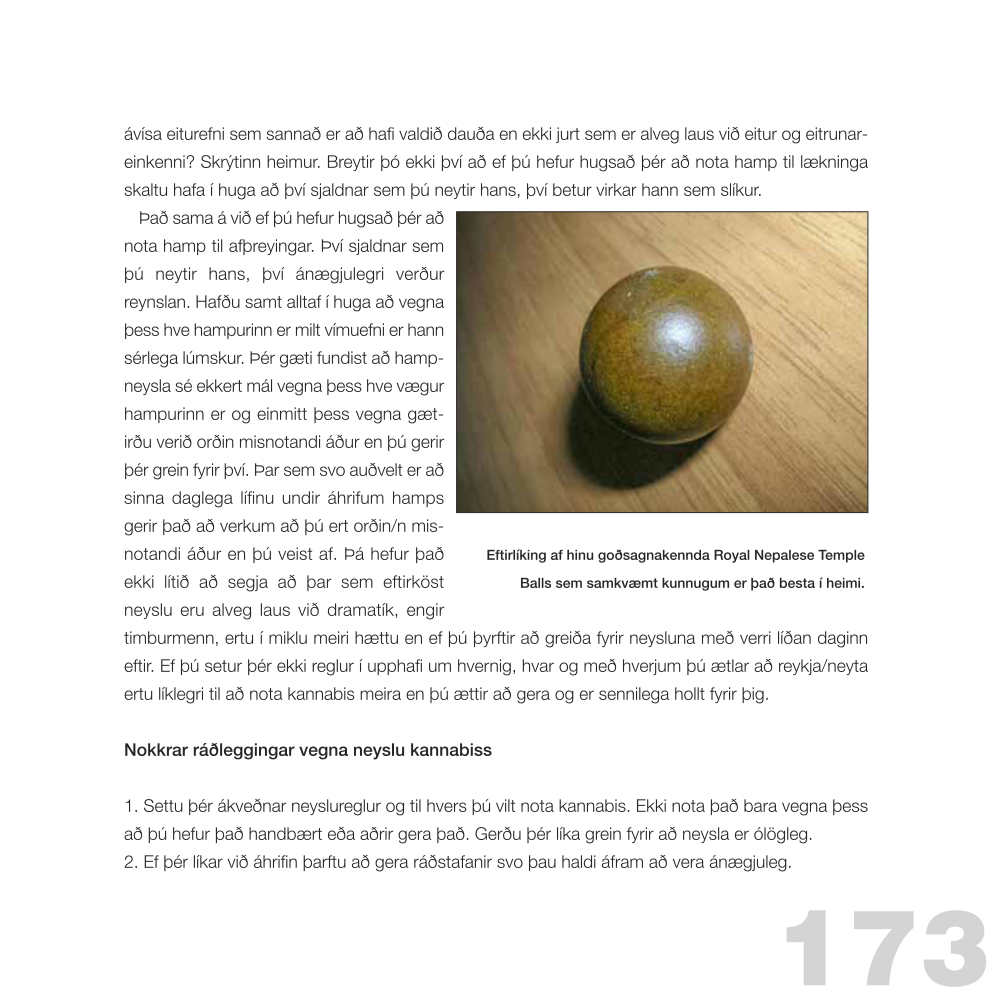 ávísa eiturefni sem sannað er að hafi valdið dauða en ekki jurt sem er alveg laus við eitur og eitrunar-
einkenni? Skrýtinn heimur. Breytir þó ekki því að ef þú hefur hugsað þér að nota hamp til lækninga
skaltu hafa í huga að því sjaldnar sem þú neytir hans, því betur virkar hann sem slíkur.
Það sama á við ef þú hefur hugsað þér að
nota hamp til afþreyingar. Því sjaldnar sem
þú neytir hans, því ánægjulegri verður
reynslan. Hafðu samt alltaf í huga að vegna
þess hve hampurinn er milt vímuefni er hann
sérlega lúmskur. Þér gæti fundist að hamp-
neysla sé ekkert mál vegna þess hve vægur
hampurinn er og einmitt þess vegna gæt-
irðu verið orðin misnotandi áður en þú gerir
þér grein fyrir því. Þar sem svo auðvelt er að
sinna daglega lífinu undir áhrifum hamps
gerir það að verkum að þú ert orðin/n mis-
notandi áður en þú veist af. Þá hefur það
ekki lítið að segja að þar sem eftirköst
neyslu eru alveg laus við dramatík, engir
timburmenn, ertu í miklu meiri hættu en ef þú þyrftir að greiða fyrir neysluna með verri líðan daginn
eftir. Ef þú setur þér ekki reglur í upphafi um hvernig, hvar og með hverjum þú ætlar að reykja/neyta
ertu líklegri til að nota kannabis meira en þú ættir að gera og er sennilega hollt fyrir þig.
Eftirlíking af hinu goðsagnakennda Royal Nepalese Temple
Balls sem samkvæmt kunnugum er það besta í heimi.
Nokkrar ráðleggingar vegna neyslu kannabiss
1. Settu þér ákveðnar neyslureglur og til hvers þú vilt nota kannabis. Ekki nota það bara vegna þess
að þú hefur það handbært eða aðrir gera það. Gerðu þér líka grein fyrir að neysla er ólögleg.
2. Ef þér líkar við áhrifin þarftu að gera ráðstafanir svo þau haldi áfram að vera ánægjuleg.
173